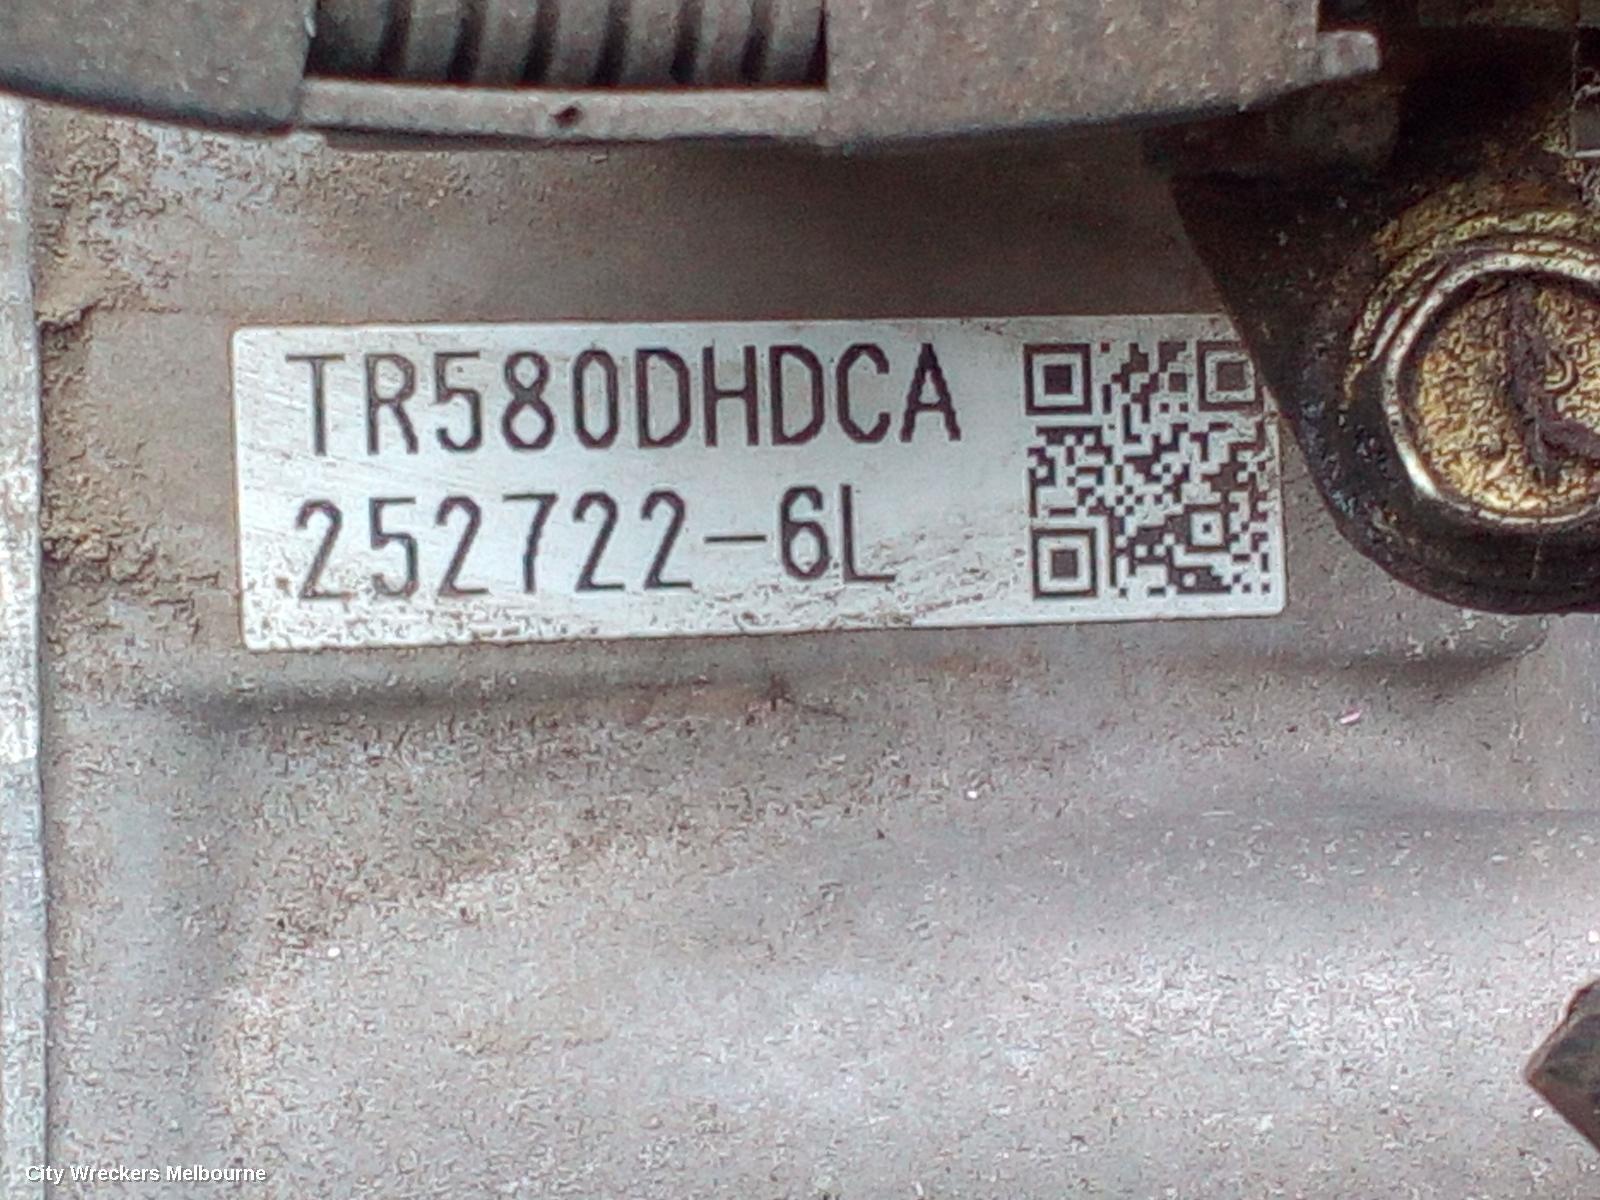 TR580DHDCA
252722-6L
City Wreckers Melbourne